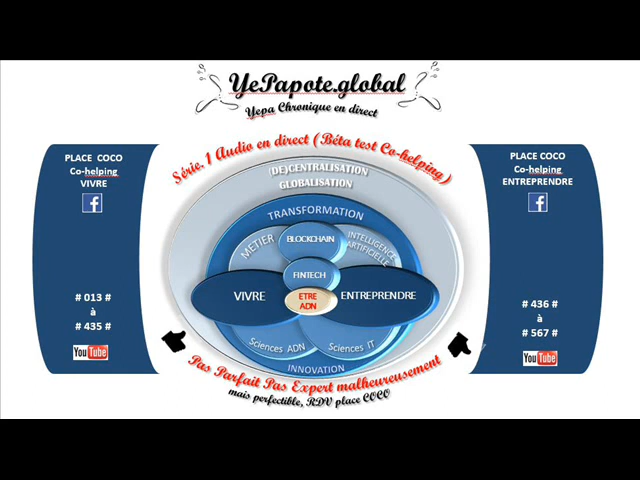 YePapote.global
Yepa Chronique en direct
Série, 1 Audio en direct (Béta test Co-helping)
PLACE COCO
Co-helping
VIVRE
# 013 #
à
# 435 #
YouTube
(DE)CENTRALISATION
GLOBALISATION
TRANSFORMATION
METIER
BLOCKCHAIN
INTELLIGENCE
ARTIFICIELLE
FINTECH
VIVRE
ETRE
ADN
ENTREPRENDRE
Sciences ADN
Sciences IT
INNOVATION
PLACE COCO
Co-helping
ENTREPRENDRE
# 436 #
à
# 567 #
YouTube
Pas Parfait Pas Expert malheureusement
mais perfectible, RDV place COCO